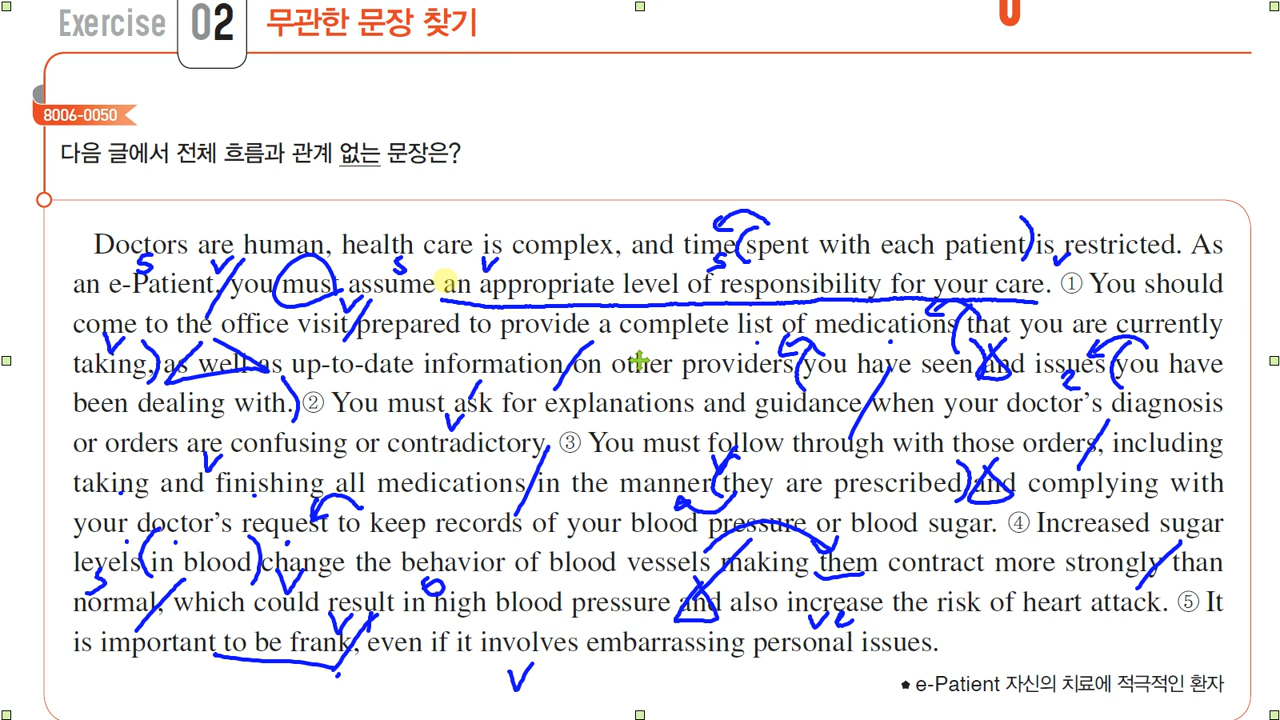 Exercise 02 무관한 문장 찾기
8006-0050
다음 글에서 전체 흐름과 관계 없는 문장은?
Doctors are human, health care is complex, and time spent with each patient is restricted. As
an e-Patient, you must assume an appropriate level of responsibility for your care. ① You should
come to the office visit prepared to provide a complete list of medications that you are currently
taking, as well as up-to-date information on other providers you have seen and issues you have
been dealing with. ② You must ask for explanations and guidance when your doctor's diagnosis
or orders are confusing or contradictory. ③ You must follow through with those orders, including
taking and finishing all medications in the manner they are prescribed and complying with
your doctor's request to keep records of your blood pressure or blood sugar. ④ Increased sugar
levels in blood change the behavior of blood vessels making them contract more strongly than
normal, which could result in high blood pressure and also increase the risk of heart attack. ⑤ It
is important to be frank, even if it involves embarrassing personal issues.
e-Patient 자신의 치료에 적극적인 환자